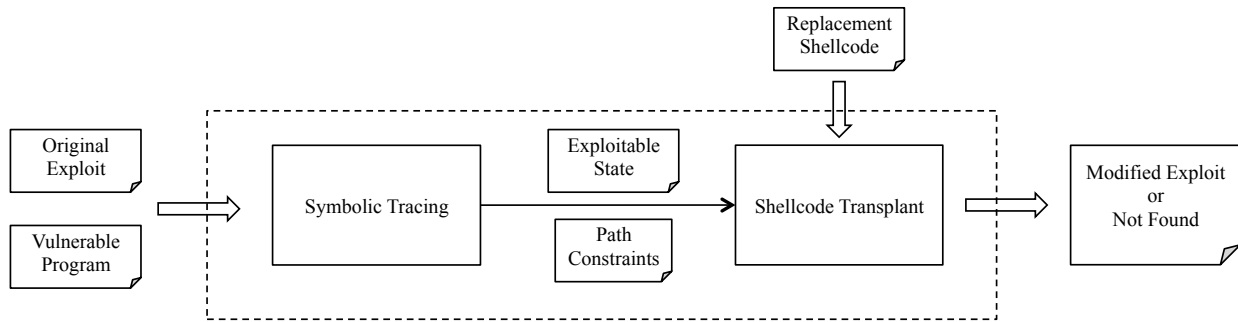 Replacement
Shellcode
Original
Exploit
Vulnerable
Program
Symbolic Tracing
Exploitable
State
Path
Constraints
Shellcode Transplant
Modified Exploit
or
Not Found